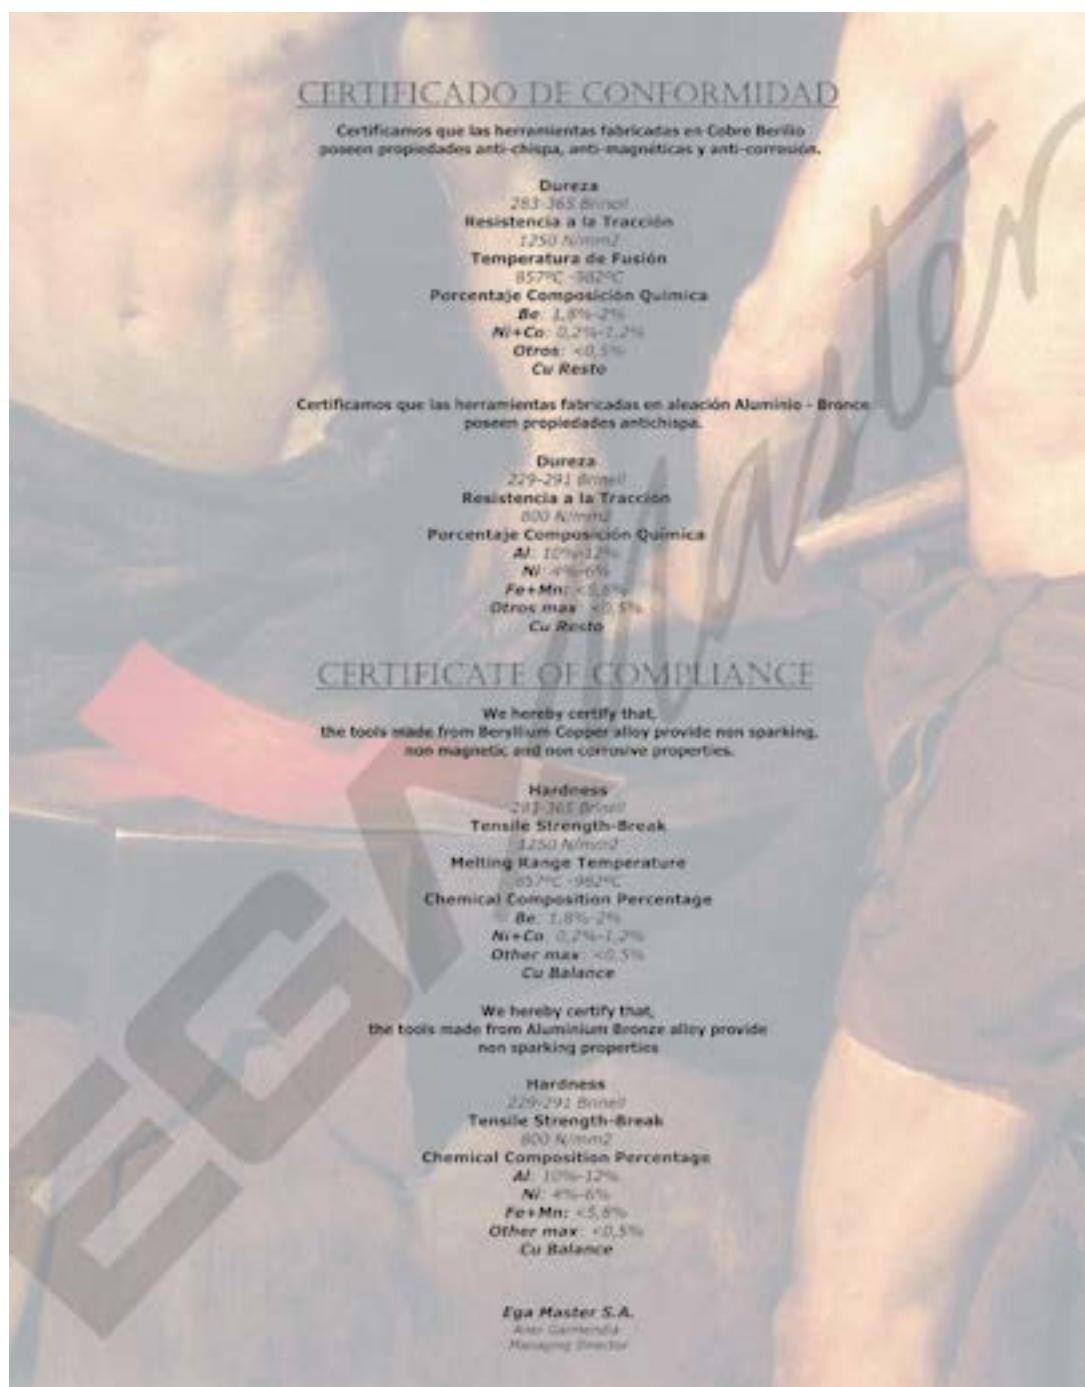 CERTIFICADO DE CONFORMIDAD
Certificamos que las herramientas fabricadas en Cobre Berilio
poseen propiedades anti-chispa, anti-magnéticas y anti-corrosión.
Dureza
283-365 Brinell
Resistencia a la Tracción
1250 N/mm2
Temperatura de Fusión
857ºC -982ºC
Porcentaje Composición Química
Be: 1,8%-2%
Ni+Co: 0,2%-1,2%
Otros: <0,5%
Cu Resto
Certificamos que las herramientas fabricadas en aleación Aluminio - Bronce
poseen propiedades antichispa.
Dureza
229-291 Brinell
Resistencia a la Tracción
800 N/mm2
Porcentaje Composición Química
Al: 10%-12%
Ni: 4%-6%
Fe+Mn: <5,8%
Otros max: <0,5%
Cu Resto
CERTIFICATE OF COMPLIANCE
We hereby certify that,
the tools made from Beryllium Copper alloy provide non sparking,
non magnetic and non corrosive properties.
Hardness
283-365 Brinell
Tensile Strength-Break
1250 N/mm2
Melting Range Temperature
857ºC -982ºC
Chemical Composition Percentage
Be: 1,8%-2%
Ni+Co: 0,2%-1,2%
Other max: <0,5%
Cu Balance
We hereby certify that,
the tools made from Aluminium Bronze alloy provide
non sparking properties
Hardness
229-291 Brinell
Tensile Strength-Break
800 N/mm2
Chemical Composition Percentage
Al: 10%-12%
Ni: 4%-6%
Fe+Mn: <5,8%
Other max: <0,5%
Cu Balance
Ega Master S.A.
Aner Garmendia
Managing Director
EGA Master